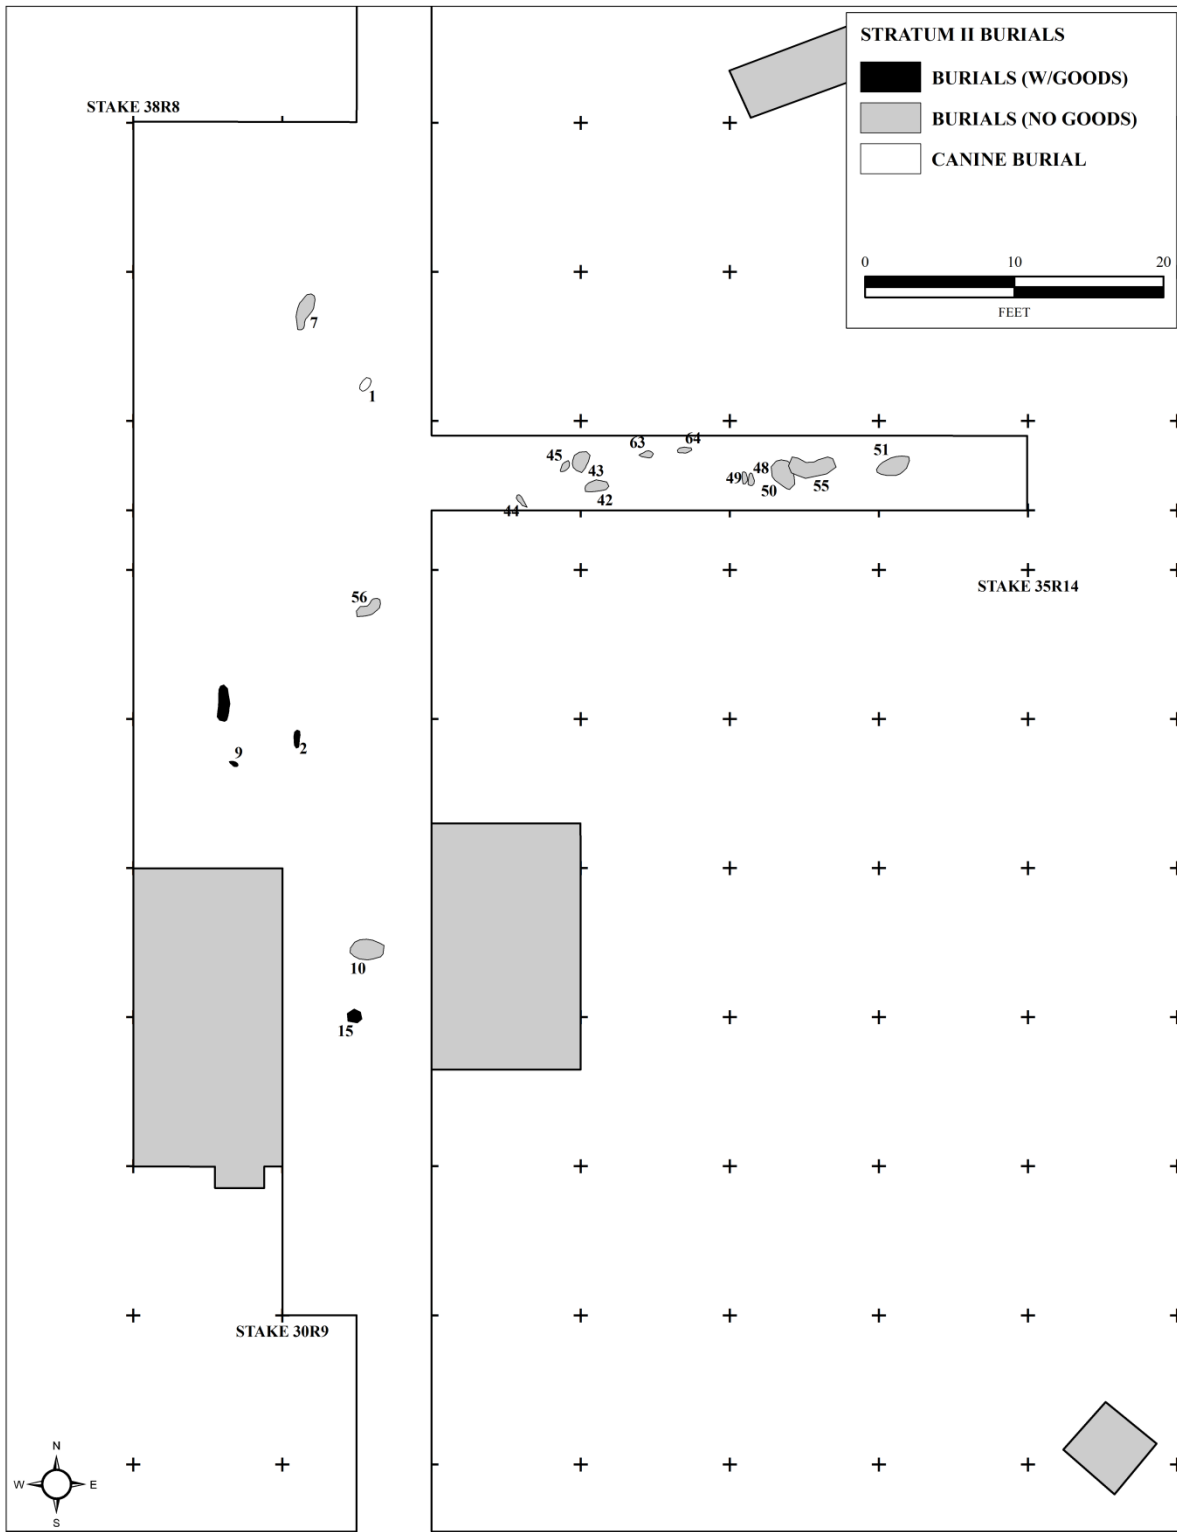 STRATUM II BURIALS
BURIALS (W/GOODS)
BURIALS (NO GOODS)
CANINE BURIAL
0 10 20
FEET
STAKE 38R8
7
1
63 64
45 43 49 48 51
44 42 50 55
STAKE 35R14
56
9 2
10
15
STAKE 30R9
N
W E
S